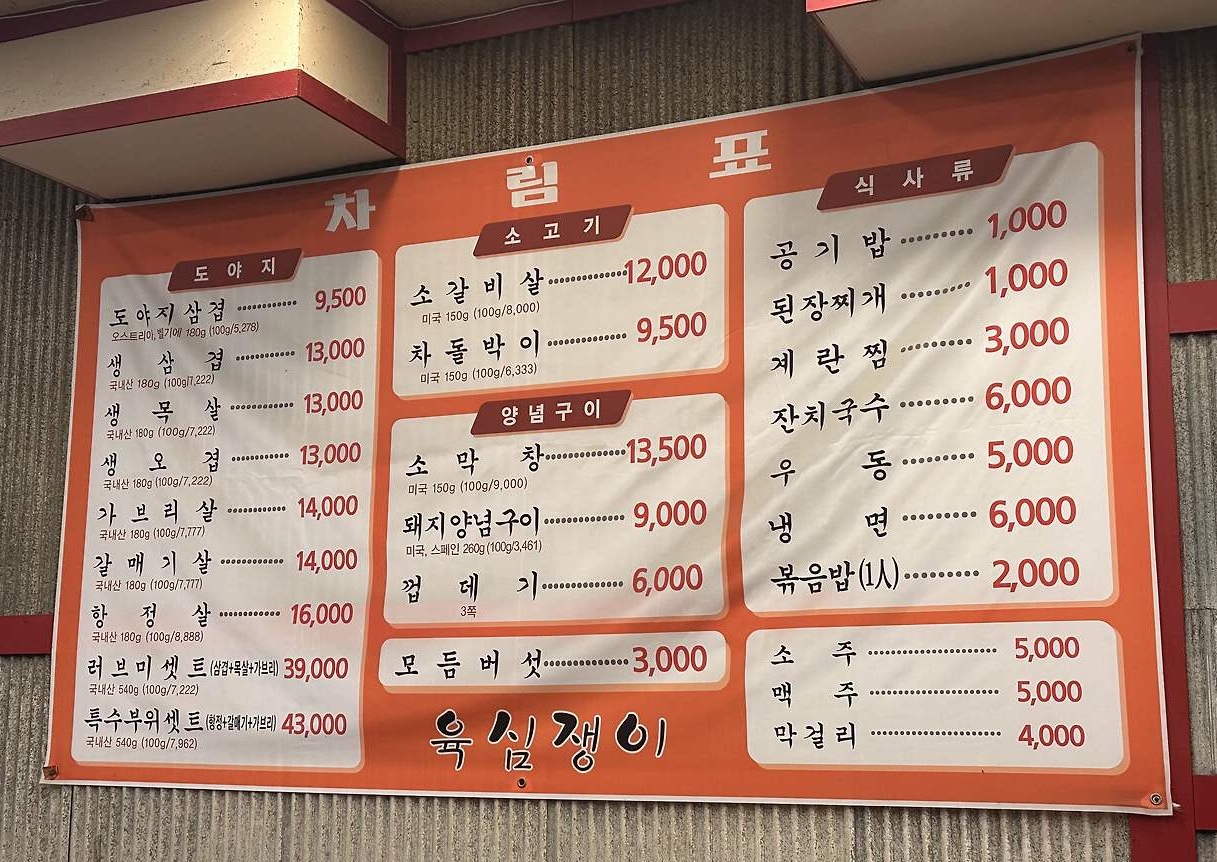 차 림 표
도 야 지
도야지삼겹 9,500
오스트리아, 벨기에 180g (100g/5,278)
생 삼 겹 13,000
국내산 180g (100g/7,222)
생 목 살 13,000
국내산 180g (100g/7,222)
생 오 겹 13,000
국내산 180g (100g/7,222)
가 브 리 살 14,000
국내산 180g (100g/7,777)
갈 매 기 살 14,000
국내산 180g (100g/7,777)
항 정 살 16,000
국내산 180g (100g/8,888)
러브미셋트(삼겹+목살+가브리) 39,000
국내산 540g (100g/7,222)
특수부위셋트(항정+갈매기+가브리) 43,000
국내산 540g (100g/7,962)
소 고 기
소 갈 비 살 12,000
미국 150g (100g/8,000)
차 돌 박 이 9,500
미국 150g (100g/6,333)
양념구이
소 막 창 13,500
미국 150g (100g/9,000)
돼지양념구이 9,000
미국, 스페인 260g (100g/3,461)
껍 데 기 6,000
3쪽
모 듬 버 섯 3,000
육심쟁이
식 사 류
공 기 밥 1,000
된장찌개 1,000
계 란 찜 3,000
잔치국수 6,000
우 동 5,000
냉 면 6,000
볶음밥(1人) 2,000
소 주 5,000
맥 주 5,000
막걸리 4,000